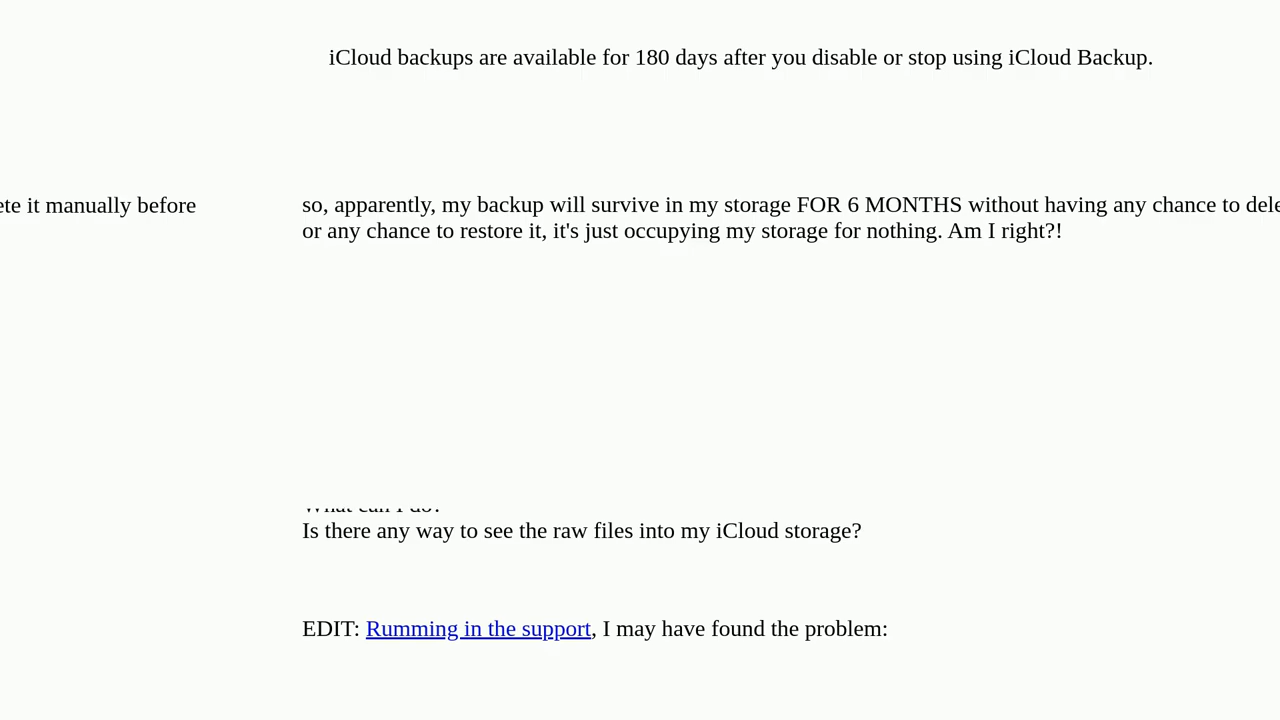 iCloud backups are available for 180 days after you disable or stop using iCloud Backup.
ete it manually before
so, apparently, my backup will survive in my storage FOR 6 MONTHS without having any chance to dele
or any chance to restore it, it's just occupying my storage for nothing. Am I right?!
What can I do?
Is there any way to see the raw files into my iCloud storage?
EDIT: Rumming in the support, I may have found the problem: